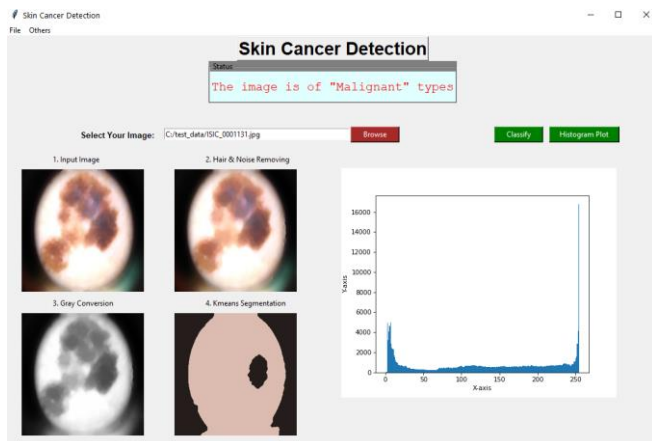 Skin Cancer Detection
File Others
Skin Cancer Detection
Status
The image is of "Malignant" types
Select Your Image: C:/test_data/ISIC_0001131.jpg Browse Classify Histogram Plot
1. Input Image 2. Hair & Noise Removing
3. Gray Conversion 4. Kmeans Segmentation
16000
14000
12000
10000
8000
6000
4000
2000
0
Y-axis
0 50 100 150 200 250
X-axis